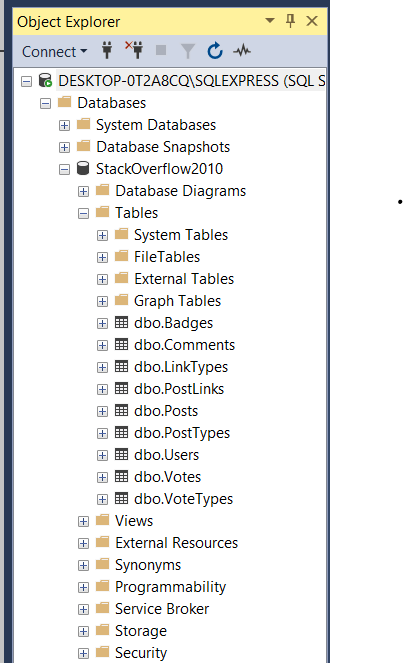 Object Explorer
Connect
DESKTOP-0T2A8CQ\SQLEXPRESS (SQL S
Databases
System Databases
Database Snapshots
StackOverflow2010
Database Diagrams
Tables
System Tables
FileTables
External Tables
Graph Tables
dbo.Badges
dbo.Comments
dbo.LinkTypes
dbo.PostLinks
dbo.Posts
dbo.PostTypes
dbo.Users
dbo.Votes
dbo.VoteTypes
Views
External Resources
Synonyms
Programmability
Service Broker
Storage
Security